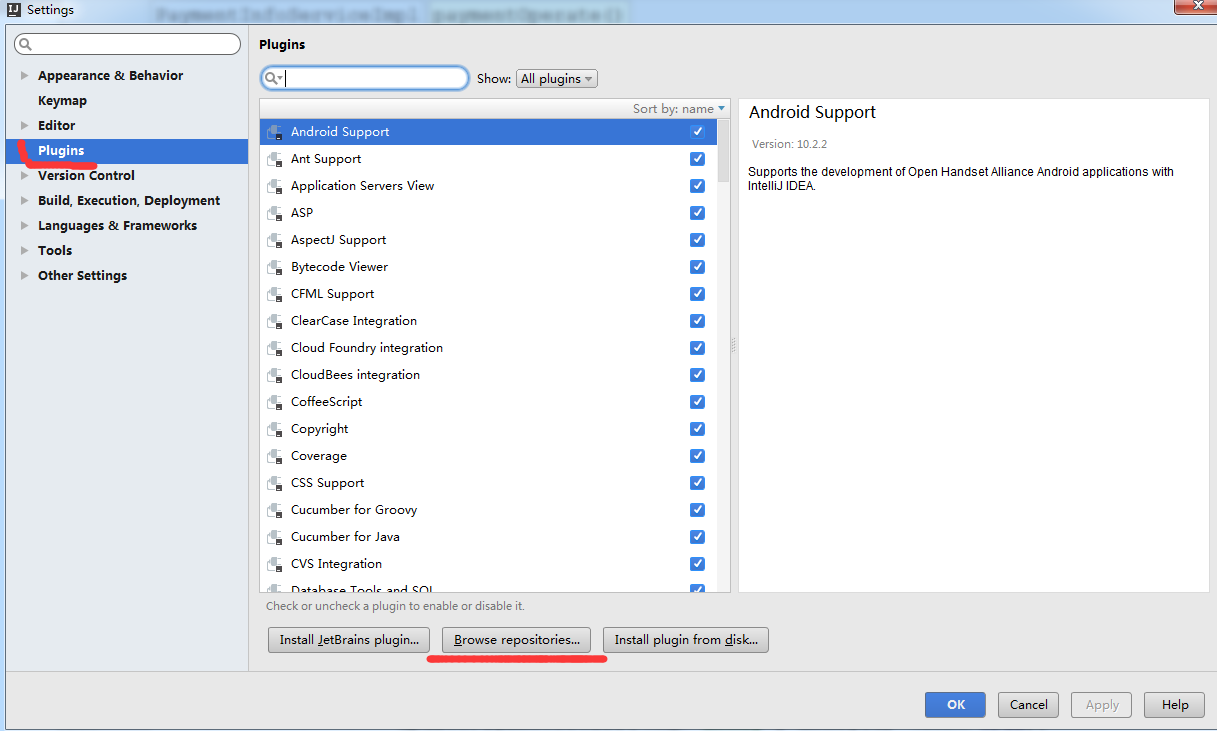 Settings
PaymentInfoServiceImpl paymentOperate()
Plugins
Show: All plugins
Appearance & Behavior
Keymap
Editor
Plugins
Version Control
Build, Execution, Deployment
Languages & Frameworks
Tools
Other Settings
Sort by: name
Android Support
Ant Support
Application Servers View
ASP
AspectJ Support
Bytecode Viewer
CFML Support
ClearCase Integration
Cloud Foundry integration
CloudBees integration
CoffeeScript
Copyright
Coverage
CSS Support
Cucumber for Groovy
Cucumber for Java
CVS Integration
Database Tools and SQL
Android Support
Version: 10.2.2
Supports the development of Open Handset Alliance Android applications with
IntelliJ IDEA.
Check or uncheck a plugin to enable or disable it.
Install JetBrains plugin...
Browse repositories...
Install plugin from disk...
OK
Cancel
Apply
Help